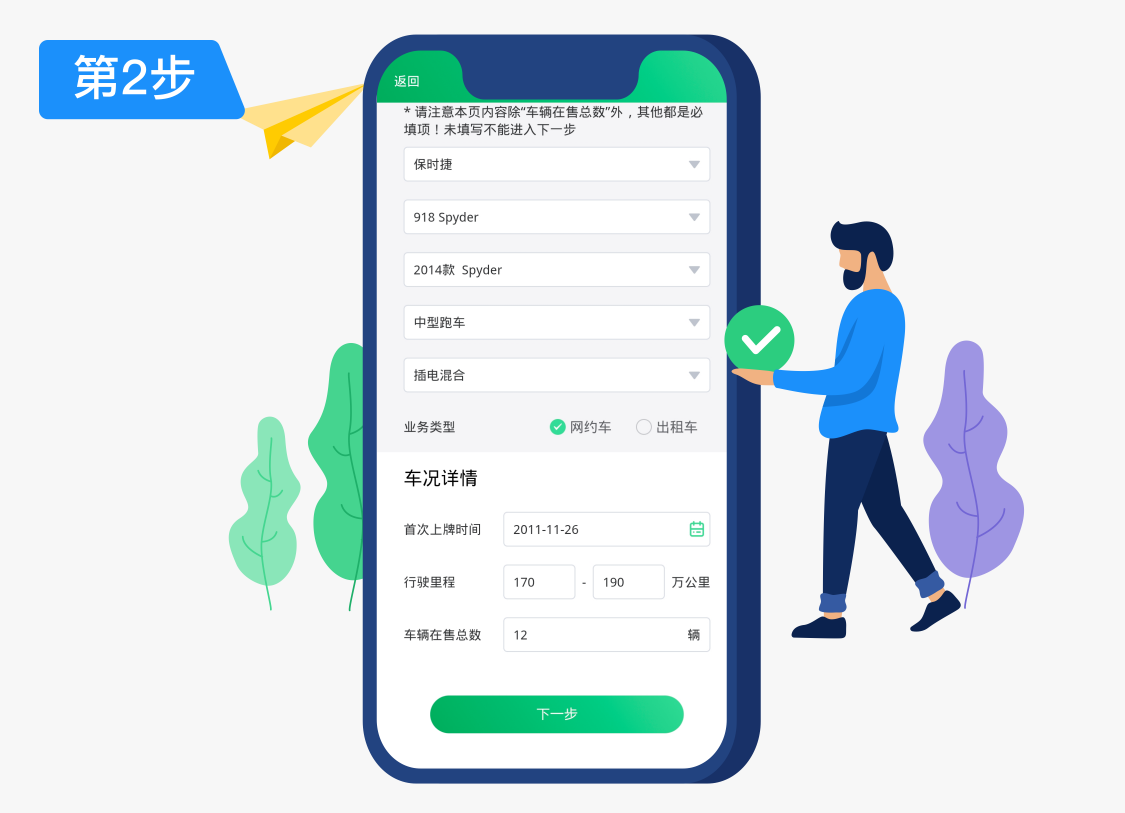 第2步
返回
* 请注意本页内容除“车辆在售总数”外，其他都是必
填项！未填写不能进入下一步
保时捷
918 Spyder
2014款 Spyder
中型跑车
插电混合
业务类型 网约车 出租车
车况详情
首次上牌时间 2011-11-26
行驶里程 170 - 190 万公里
车辆在售总数 12 辆
下一步